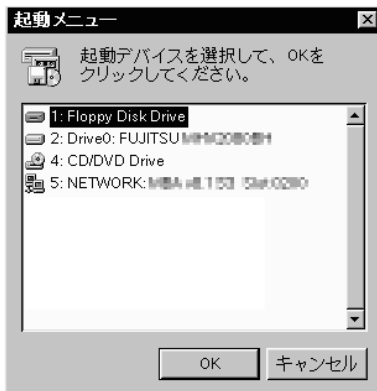 起動メニュー
起動デバイスを選択して、OKを
クリックしてください。
1: Floppy Disk Drive
2: Drive0: FUJITSU
4: CD/DVD Drive
5: NETWORK:
OK
キャンセル